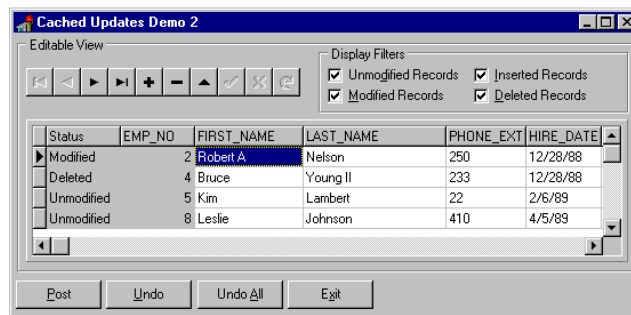 Cached Updates Demo 2
Editable View
Display Filters
Unmodified Records Inserted Records
Modified Records Deleted Records
Status EMP_NO FIRST_NAME LAST_NAME PHONE_EXT HIRE_DATE
Modified 2 Robert A Nelson 250 12/28/88
Deleted 4 Bruce Young II 233 12/28/88
Unmodified 5 Kim Lambert 22 2/6/89
Unmodified 8 Leslie Johnson 410 4/5/89
Post Undo Undo All Exit